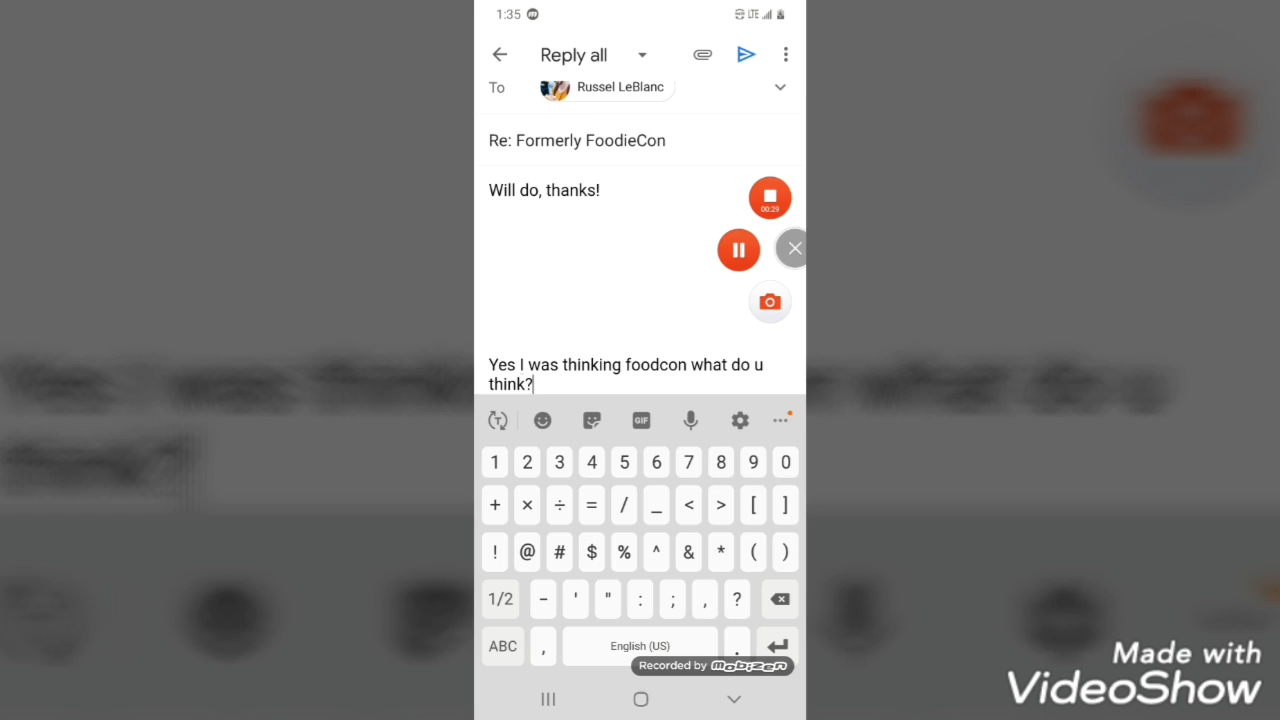 1:35 LTE
Reply all
To Russel LeBlanc
Re: Formerly FoodieCon
Will do, thanks!
00:29
Yes I was thinking foodcon what do u
think?
T GIF
1 2 3 4 5 6 7 8 9 0
+ × ÷ = / _ < > [ ]
! @ # $ % ^ & * ( )
1/2 - ' " : ; , ?
ABC , English (US) .
Recorded by mobizen
Made with
VideoShow